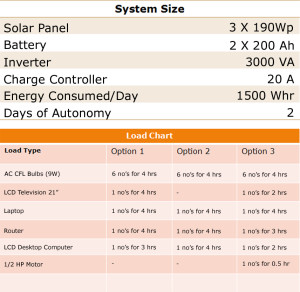 System Size
Solar Panel 3 X 190Wp
Battery 2 X 200 Ah
Inverter 3000 VA
Charge Controller 20 A
Energy Consumed/Day 1500 Whr
Days of Autonomy 2
Load Chart
Load Type Option 1 Option 2 Option 3
AC CFL Bulbs (9W) 6 no's for 4 hrs 6 no's for 4 hrs 6 no's for 4 hrs
LCD Television 21" 1 no's for 4 hrs - 1 no's for 2 hrs
Laptop 1 no's for 4 hrs 1 no's for 4 hrs 1 no's for 4 hrs
Router 1 no's for 4 hrs 1 no's for 4 hrs 1 no's for 3 hrs
LCD Desktop Computer 1 no's for 3 hrs 1 no's for 4 hrs 1 no's for 2 hrs
1/2 HP Motor - - 1 no's for 0.5 hr